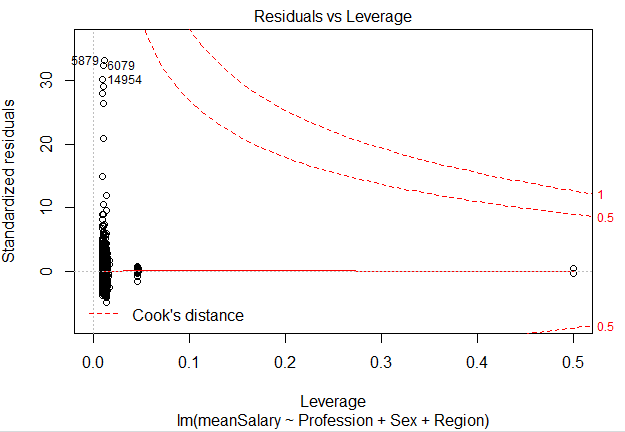 Residuals vs Leverage
Standardized residuals
30
20
10
0
5879
6079
14954
1
0.5
0.5
Cook's distance
0.0 0.1 0.2 0.3 0.4 0.5
Leverage
lm(meanSalary ~ Profession + Sex + Region)